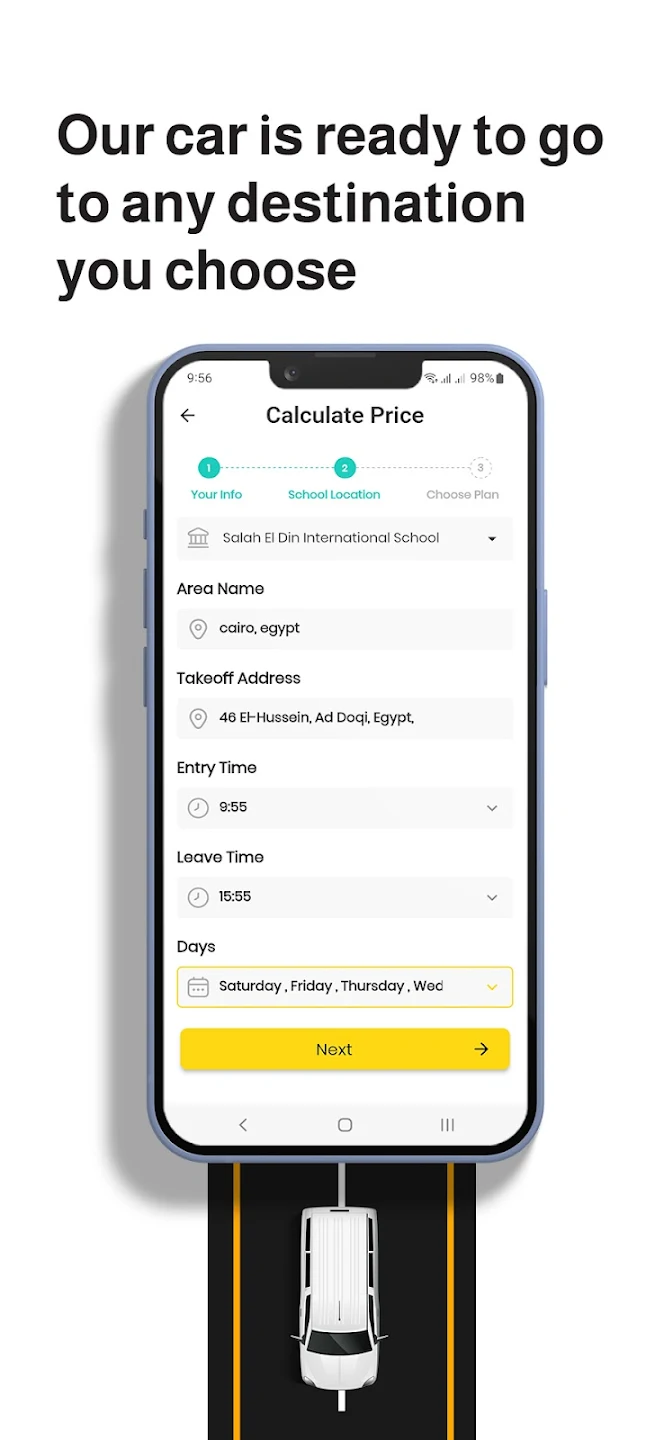 Our car is ready to go
to any destination
you choose
9:56
98%
Calculate Price
1
2
3
Your Info
School Location
Choose Plan
Salah El Din International School
Area Name
cairo, egypt
Takeoff Address
46 El-Hussein, Ad Doqi, Egypt,
Entry Time
9:55
Leave Time
15:55
Days
Saturday , Friday , Thursday , Wed
Next